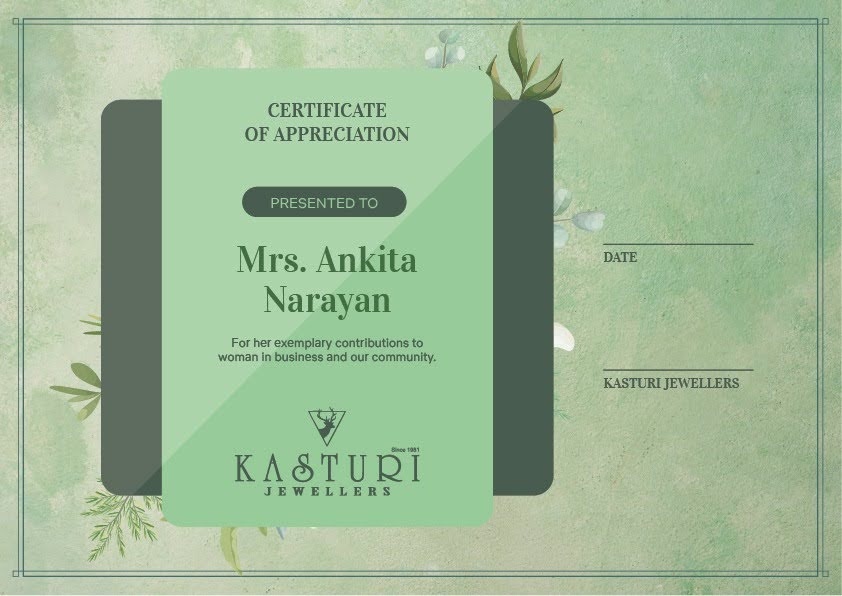 CERTIFICATE
OF APPRECIATION
PRESENTED TO
Mrs. Ankita
Narayan
For her exemplary contributions to
woman in business and our community.
Since 1981
KASTURI
JEWELLERS
DATE
KASTURI JEWELLERS